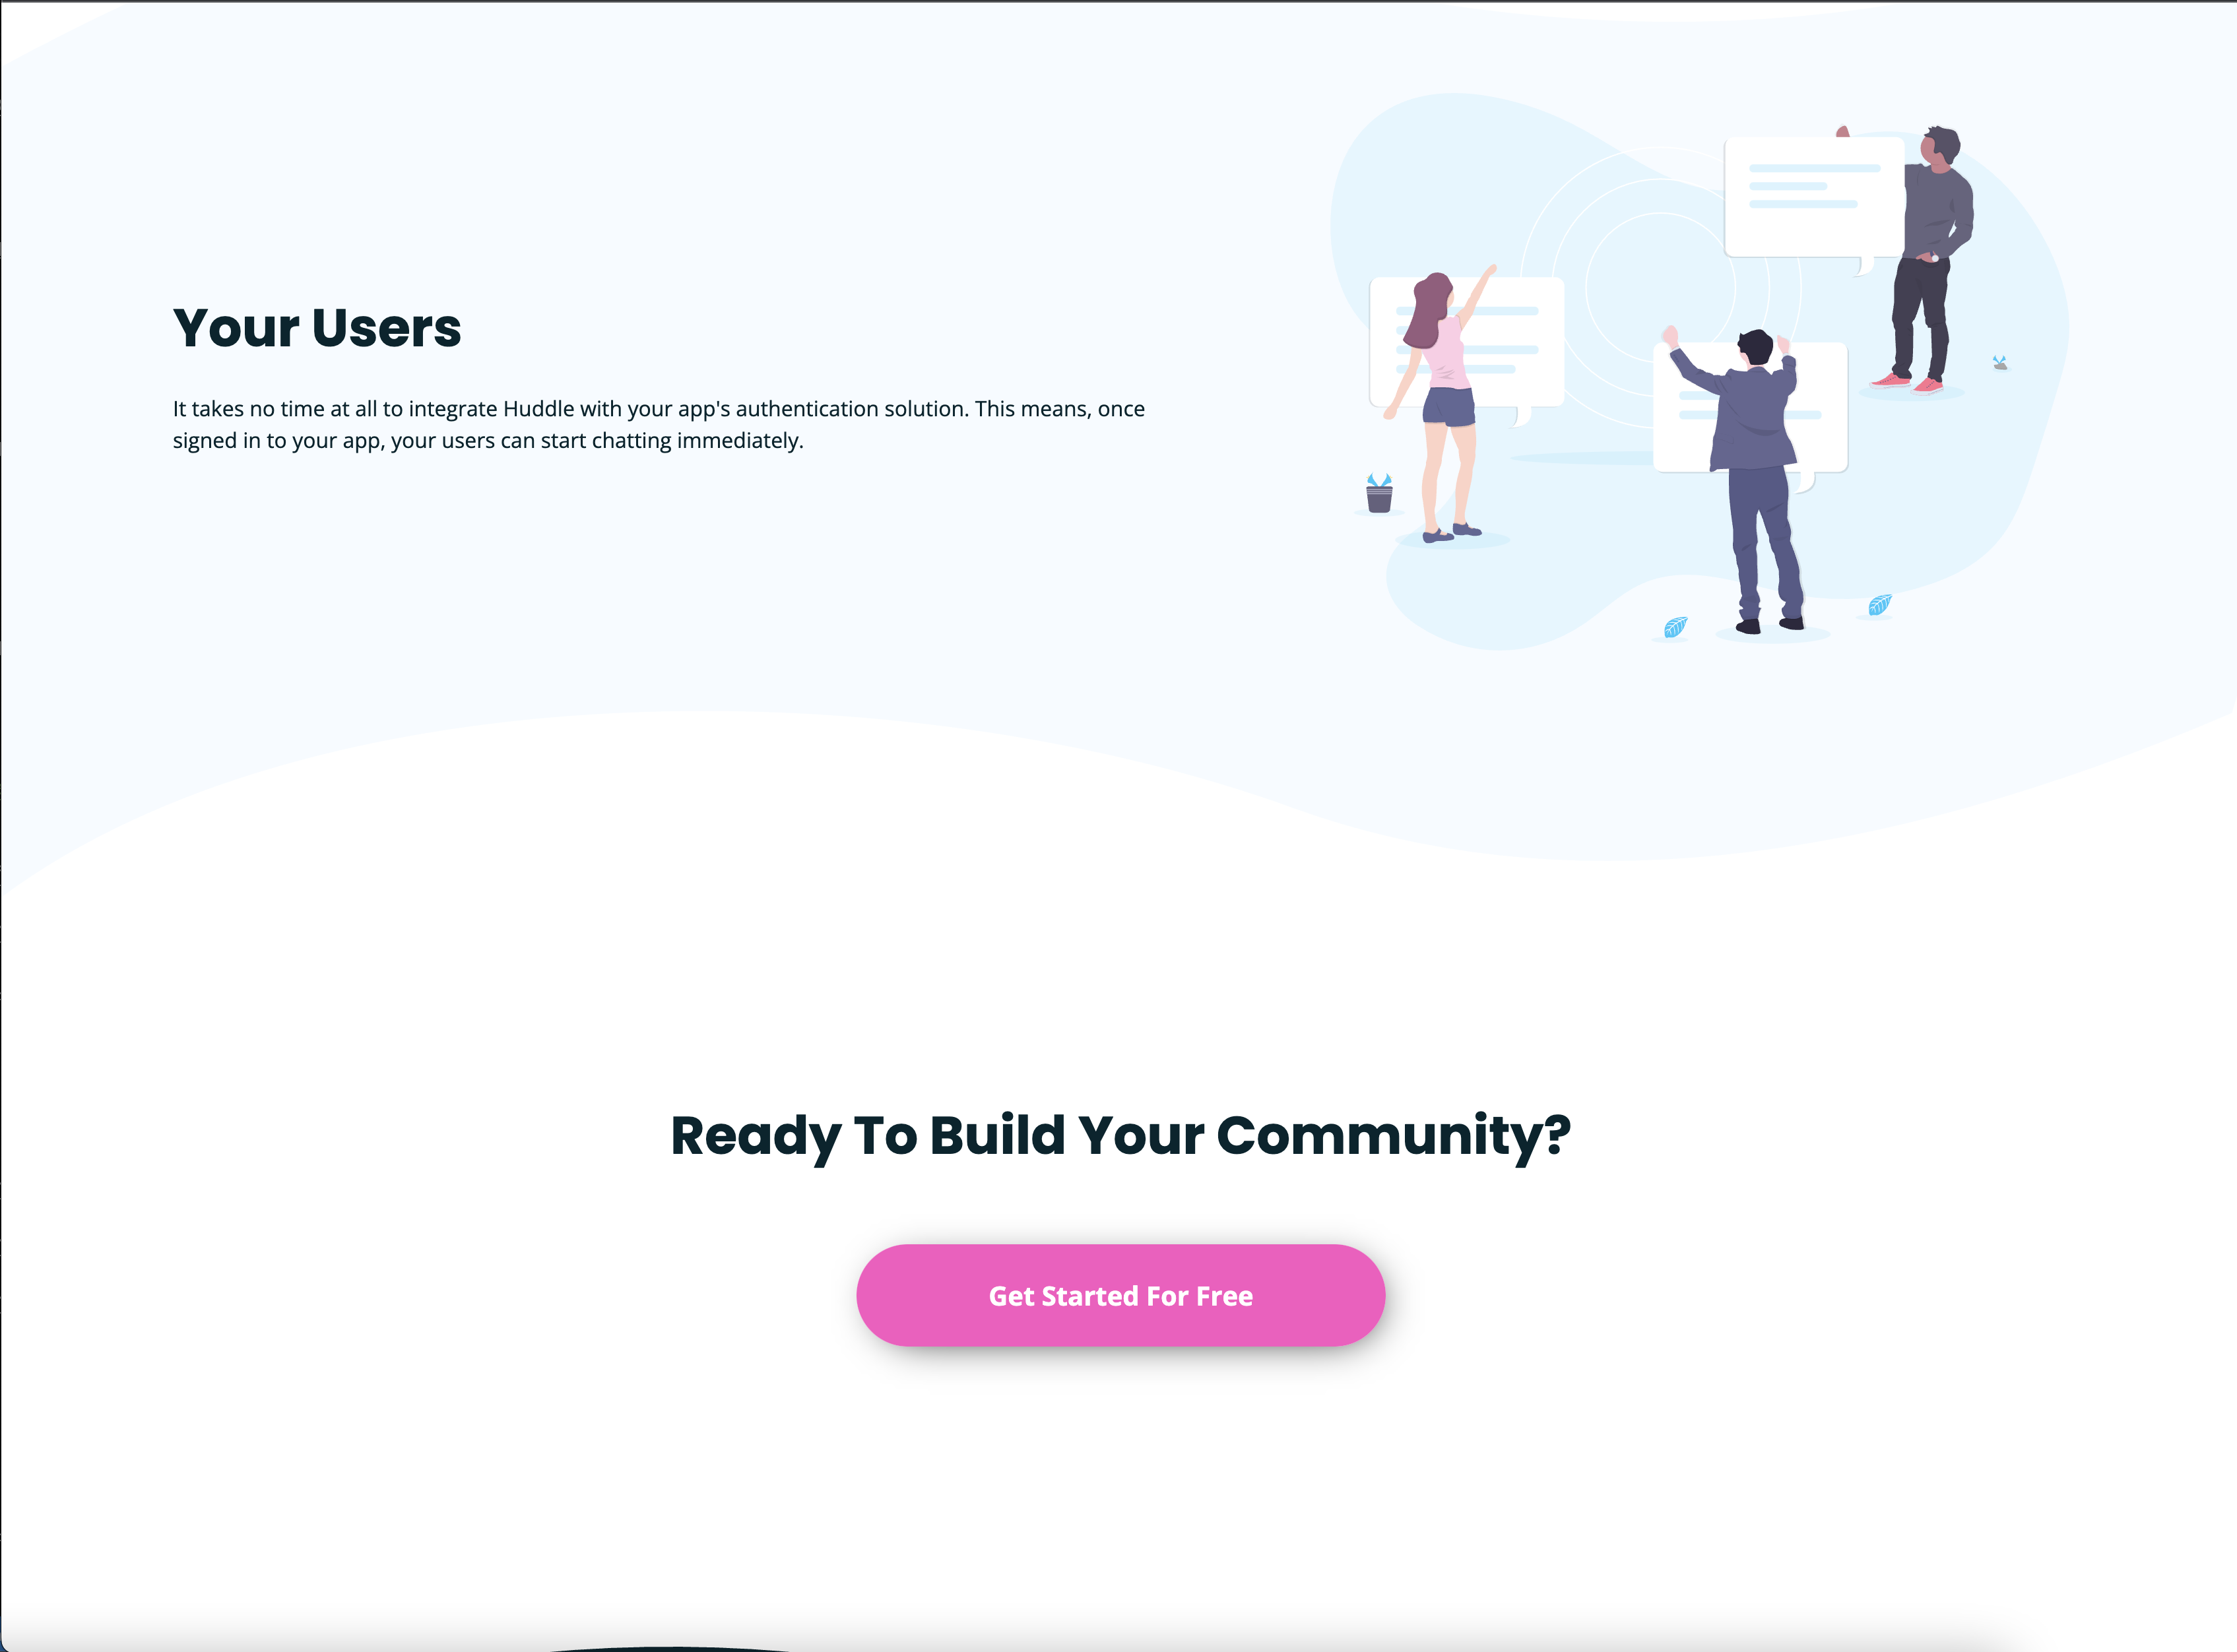 Your Users
It takes no time at all to integrate Huddle with your app's authentication solution. This means, once
signed in to your app, your users can start chatting immediately.
Ready To Build Your Community?
Get Started For Free